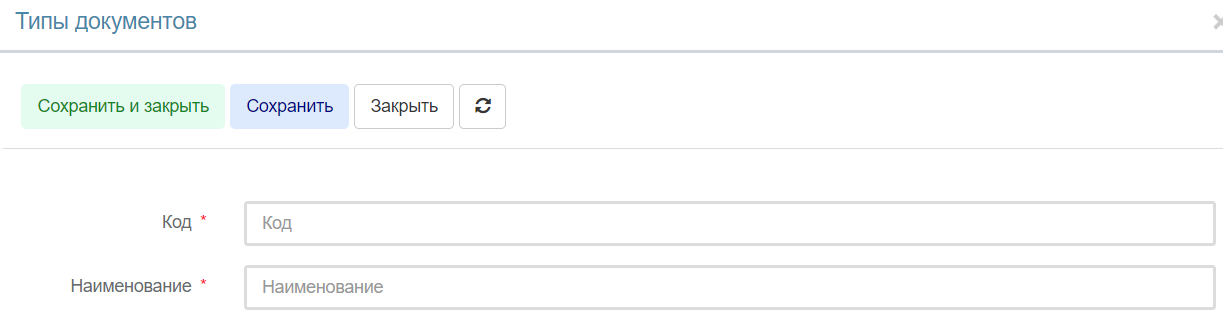 Типы документов
Сохранить и закрыть Сохранить Закрыть
Код * Код
Наименование * Наименование